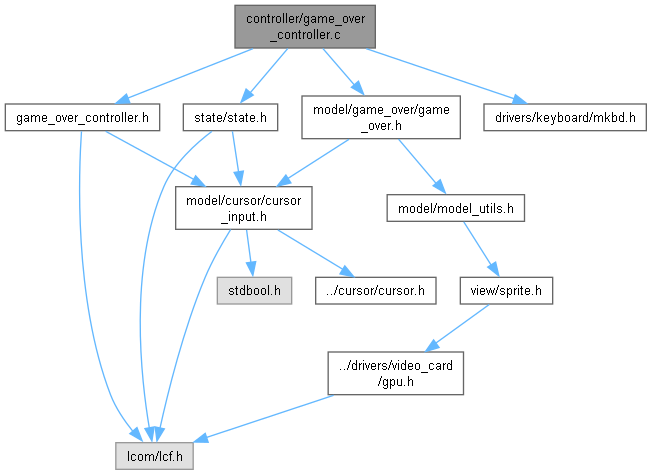 controller/game_over
_controller.c
game_over_controller.h
state/state.h
model/game_over/game
_over.h
drivers/keyboard/mkbd.h
model/cursor/cursor
_input.h
model/model_utils.h
stdbool.h
../cursor/cursor.h
view/sprite.h
../drivers/video_card
/gpu.h
lcom/lcf.h